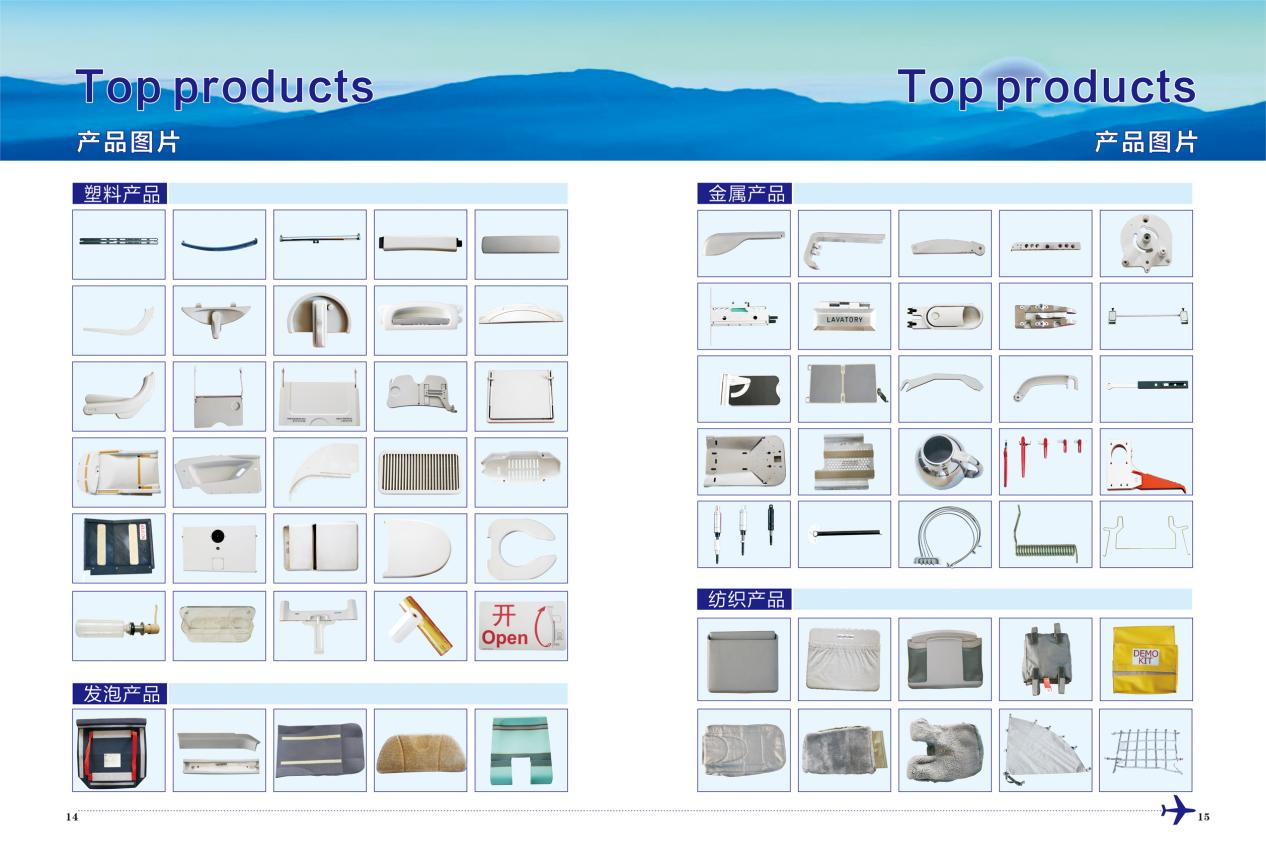 Top products
产品图片
塑料产品
开
Open
发泡产品
14
Top products
产品图片
金属产品
LAVATORY
纺织产品
DEMO
KIT
15